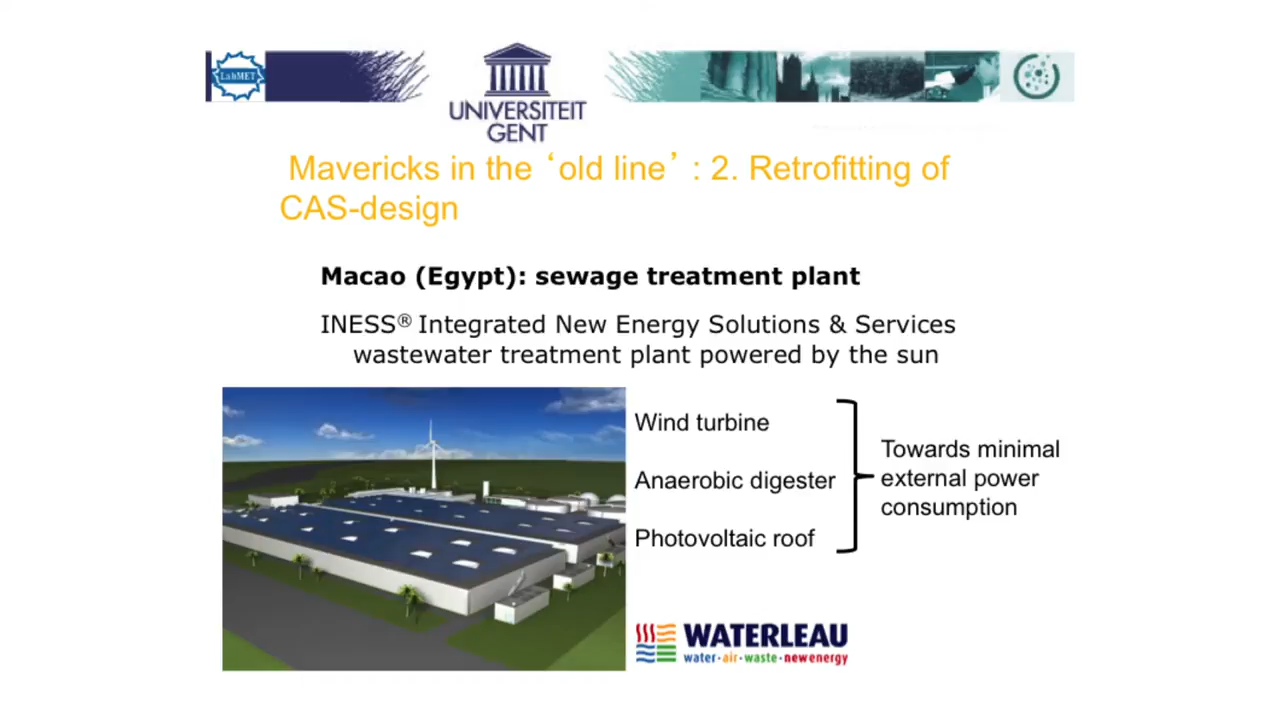 LabMET
UNIVERSITEIT
GENT
Mavericks in the ‘old line’ : 2. Retrofitting of
CAS-design
Macao (Egypt): sewage treatment plant
INESS® Integrated New Energy Solutions & Services
wastewater treatment plant powered by the sun
Wind turbine
Anaerobic digester
Photovoltaic roof
Towards minimal
external power
consumption
WATERLEAU
water·air·waste·newenergy